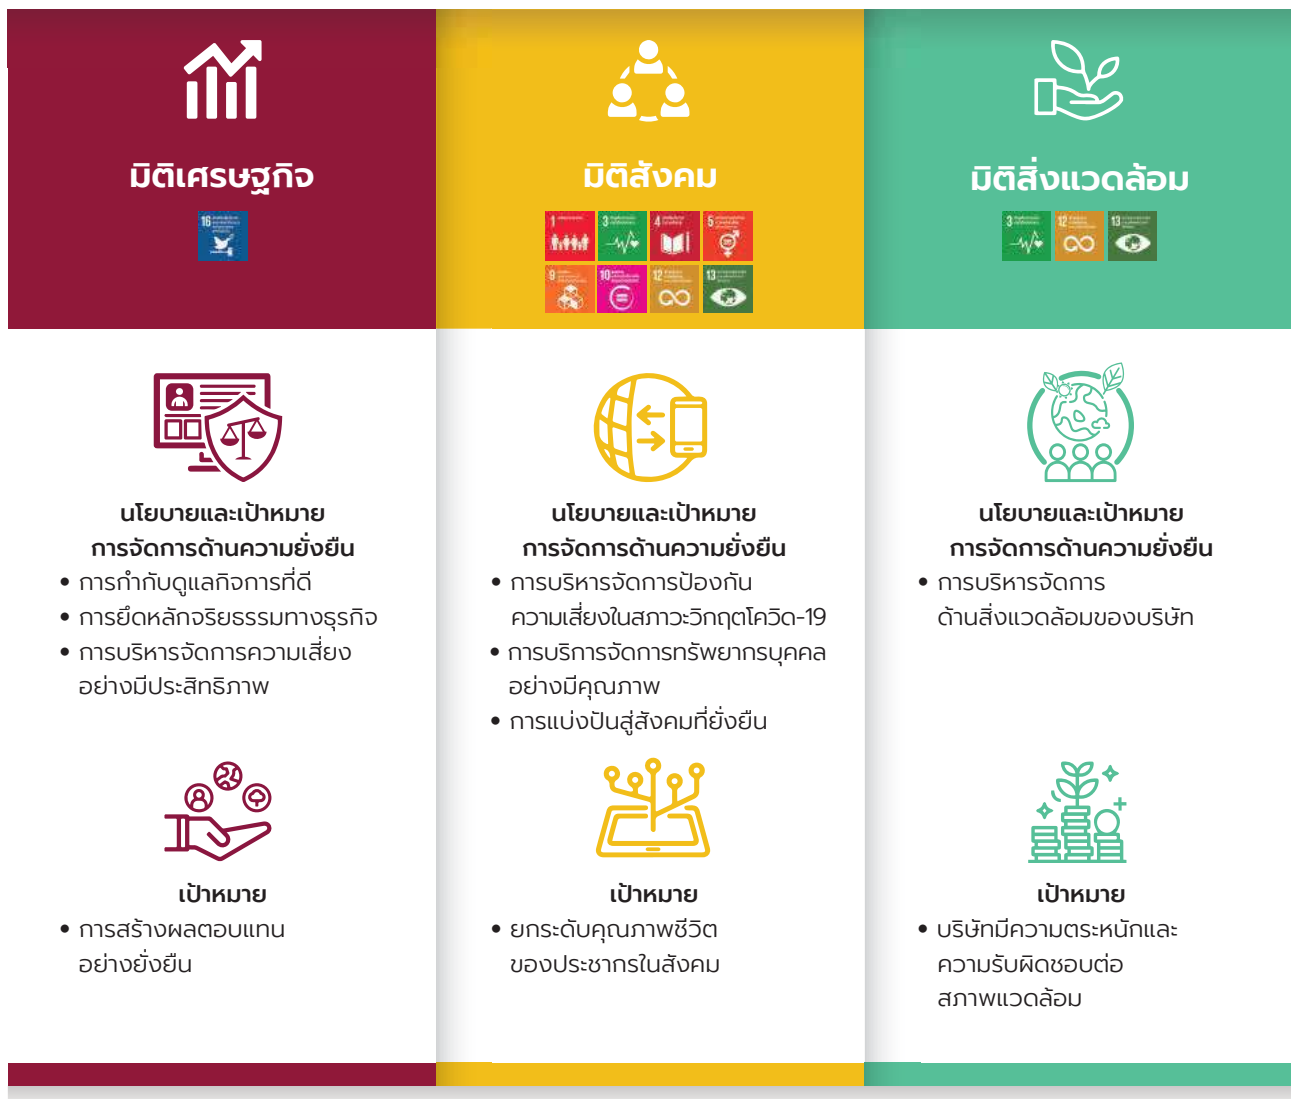 มิติเศรษฐกิจ
16
นโยบายและเป้าหมาย
การจัดการด้านความยั่งยืน
• การกำกับดูแลกิจการที่ดี
• การยึดหลักจริยธรรมทางธุรกิจ
• การบริหารจัดการความเสี่ยง
อย่างมีประสิทธิภาพ
เป้าหมาย
• การสร้างผลตอบแทน
อย่างยั่งยืน
มิติสังคม
1 3 4 5
9 10 12 13
นโยบายและเป้าหมาย
การจัดการด้านความยั่งยืน
• การบริหารจัดการป้องกัน
ความเสี่ยงในสภาวะวิกฤตโควิด-19
• การบริการจัดการทรัพยากรบุคคล
อย่างมีคุณภาพ
• การแบ่งปันสู่สังคมที่ยั่งยืน
เป้าหมาย
• ยกระดับคุณภาพชีวิต
ของประชากรในสังคม
มิติสิ่งแวดล้อม
3 12 13
นโยบายและเป้าหมาย
การจัดการด้านความยั่งยืน
• การบริหารจัดการ
ด้านสิ่งแวดล้อมของบริษัท
เป้าหมาย
• บริษัทมีความตระหนักและ
ความรับผิดชอบต่อ
สภาพแวดล้อม